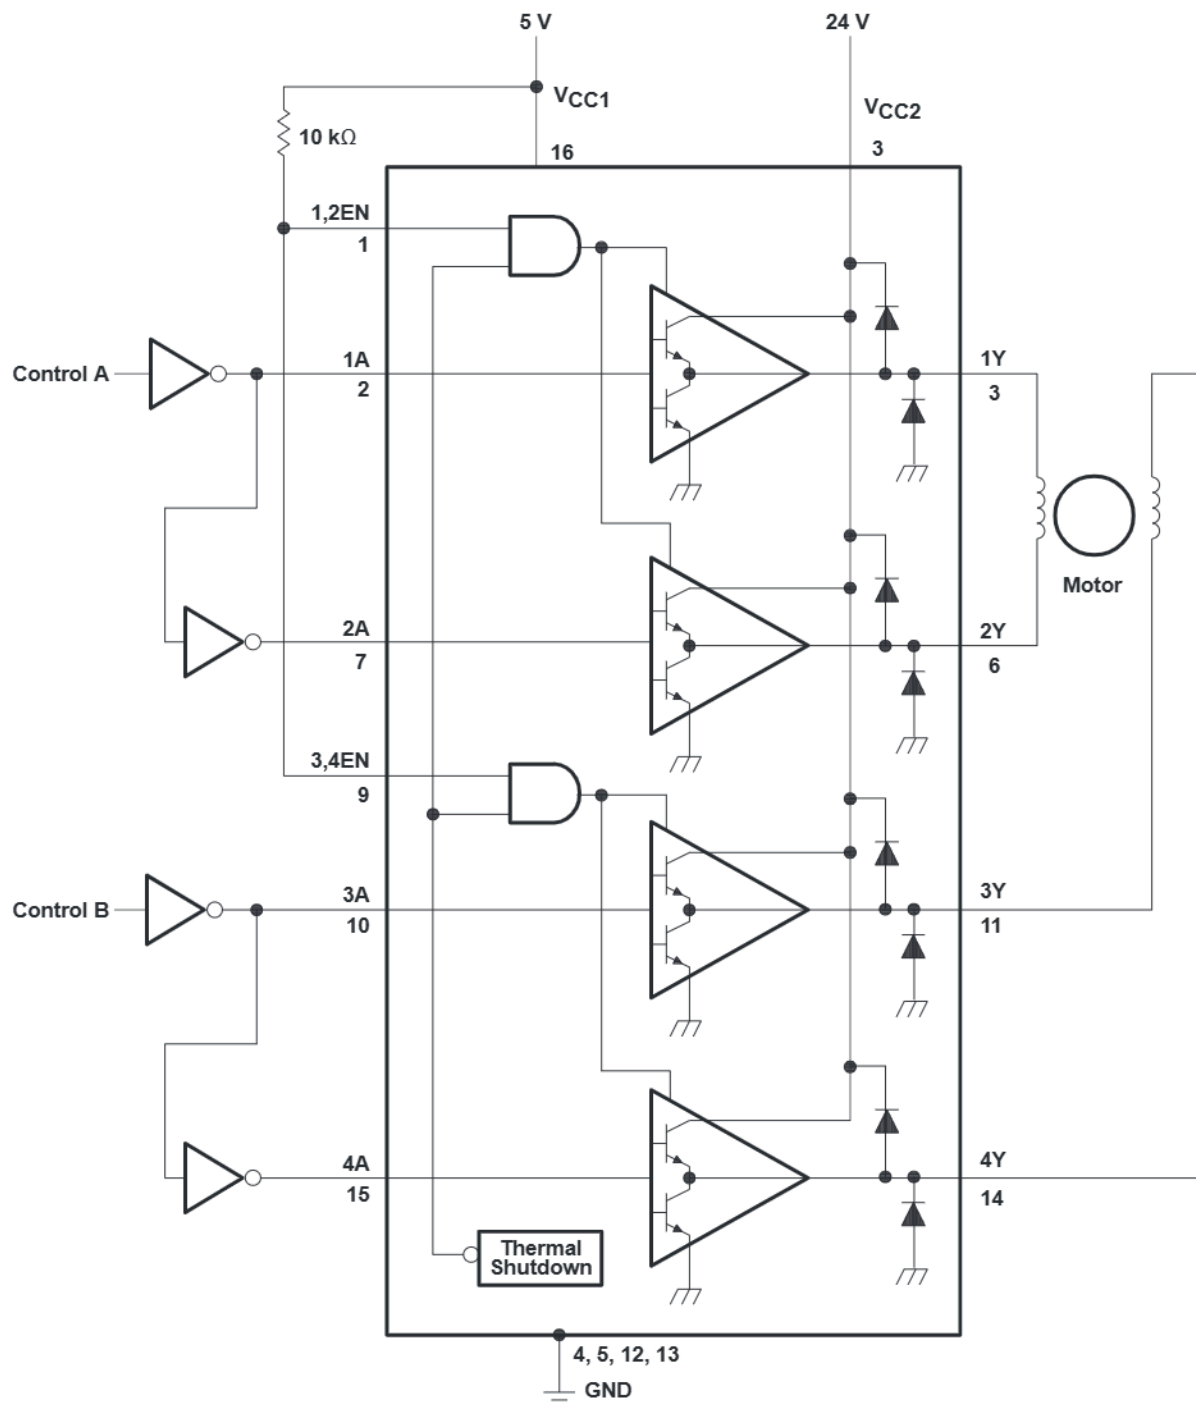 5 V
24 V
VCC1
VCC2
10 kΩ
16
3
1,2EN
1
Control A
1A
2
1Y
3
Motor
2A
7
2Y
6
3,4EN
9
Control B
3A
10
3Y
11
4A
15
4Y
14
Thermal
Shutdown
4, 5, 12, 13
GND